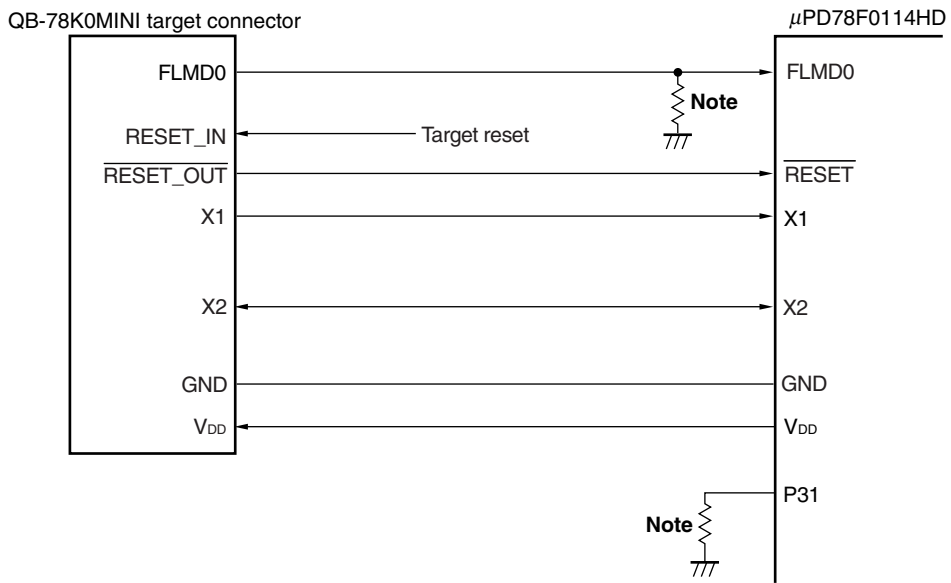 QB-78K0MINI target connector
μPD78F0114HD
FLMD0
FLMD0
Note
RESET_IN
Target reset
RESET_OUT
RESET
X1
X1
X2
X2
GND
GND
VDD
VDD
P31
Note